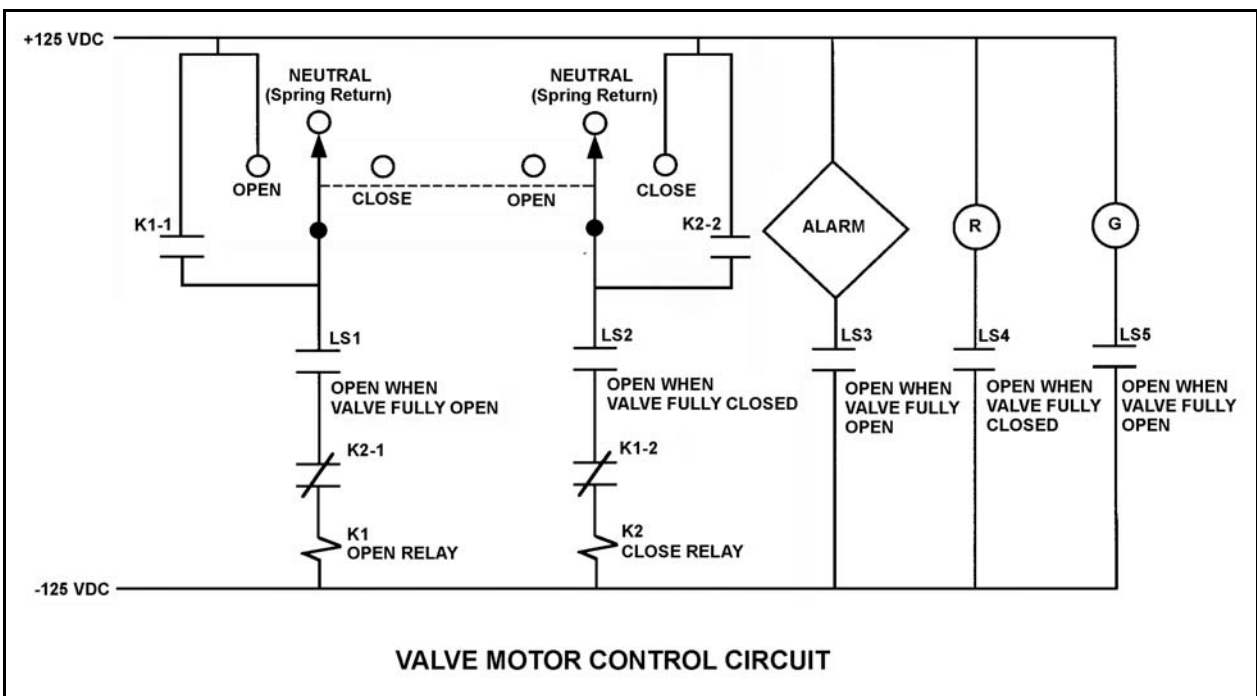 +125 VDC
NEUTRAL
(Spring Return)
OPEN
CLOSE
K1-1
NEUTRAL
(Spring Return)
OPEN
CLOSE
K2-2
ALARM
R
G
LS1
OPEN WHEN
VALVE FULLY OPEN
LS2
OPEN WHEN
VALVE FULLY CLOSED
LS3
OPEN WHEN
VALVE FULLY
OPEN
LS4
OPEN WHEN
VALVE FULLY
CLOSED
LS5
OPEN WHEN
VALVE FULLY
OPEN
K2-1
K1-2
K1
OPEN RELAY
K2
CLOSE RELAY
-125 VDC
VALVE MOTOR CONTROL CIRCUIT